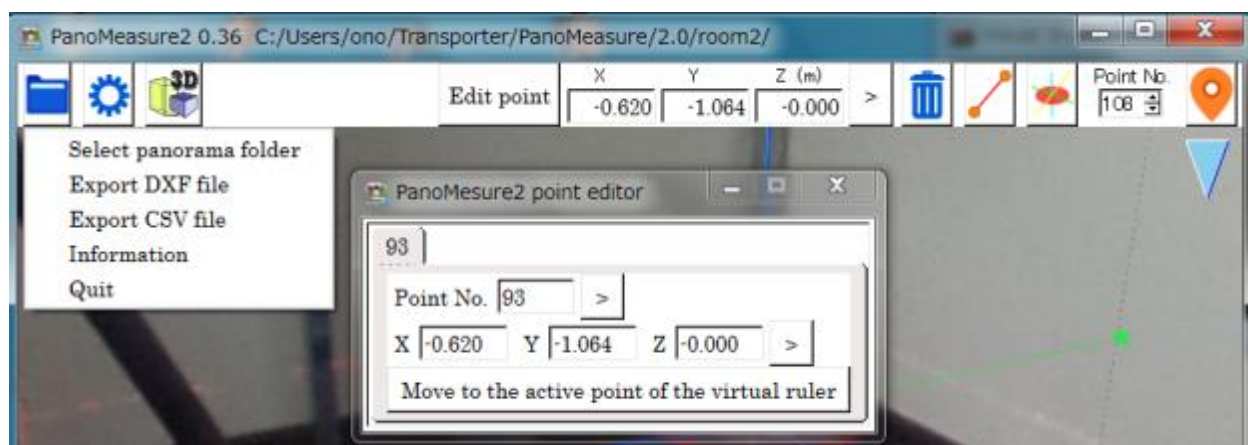 PanoMeasure2 0.36 C:/Users/ono/Transporter/PanoMeasure/2.0/room2/
3D
Edit point
X Y Z (m)
-0.620 -1.064 -0.000 >
Point No.
108
Select panorama folder
Export DXF file
Export CSV file
Information
Quit
PanoMesure2 point editor
93
Point No. 93 >
X -0.620 Y -1.064 Z -0.000 >
Move to the active point of the virtual ruler